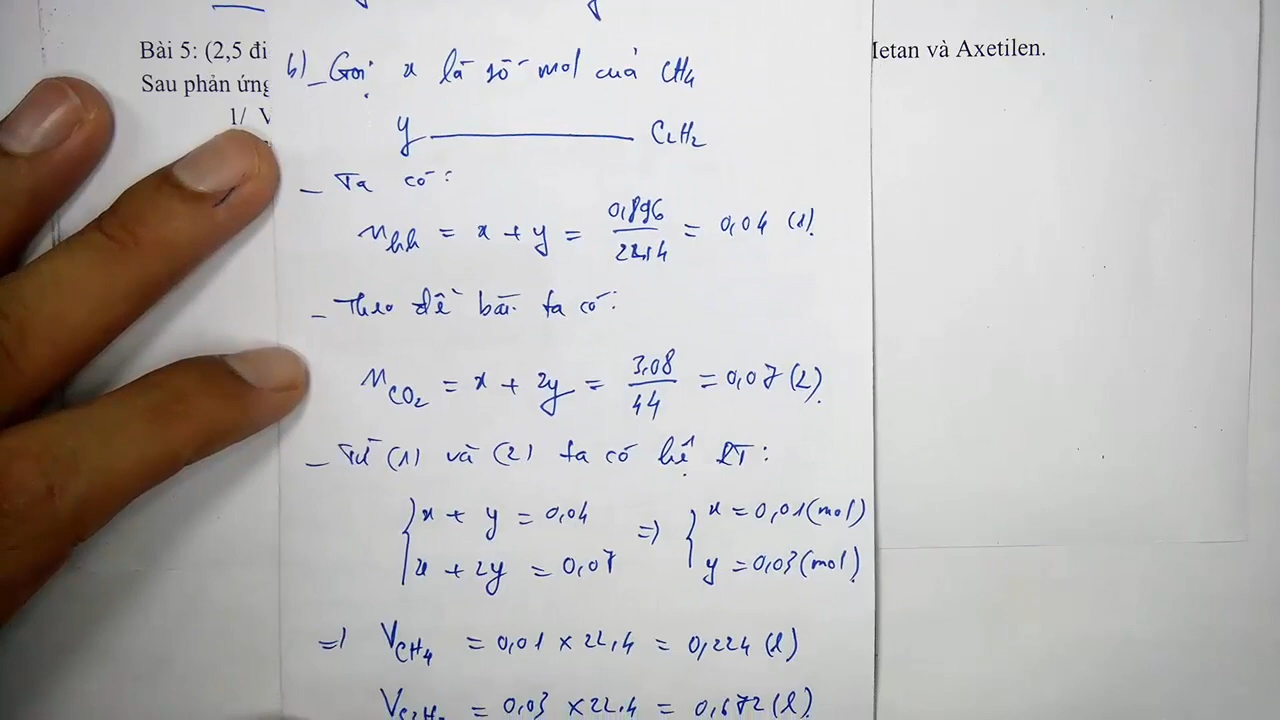 Bài 5: (2,5 đi
Metan và Axetilen.
Sau phản ứng
1/ V
b) _ Gọi x là số mol của CH4
y ——— C2H2
_ Ta có:
nhh = x + y = 0,896/22,4 = 0,04 (1).
_ Theo đề bài ta có:
nCO2 = x + 2y = 3,08/44 = 0,07 (2).
_ Từ (1) và (2) ta có hệ PT:
{ x + y = 0,04 => { x = 0,01 (mol)
x + 2y = 0,07 y = 0,03 (mol)
=> VCH4 = 0,01 x 22,4 = 0,224 (l)
VC2H2 = 0,03 x 22,4 = 0,672 (l).